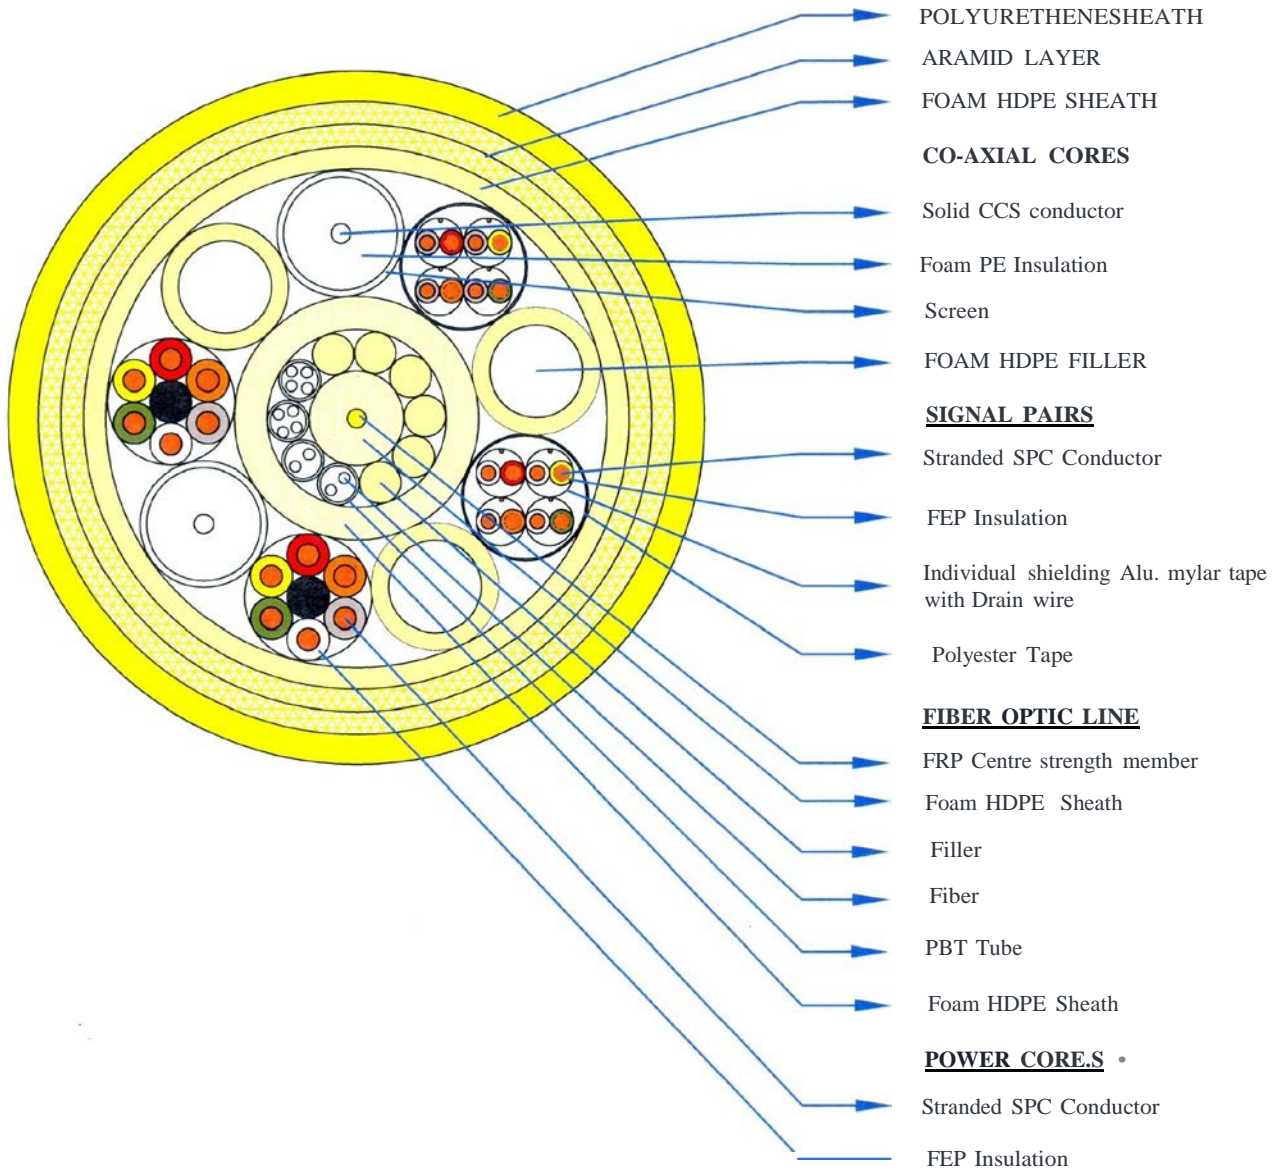 POLYURETHENESHEATH
ARAMID LAYER
FOAM HDPE SHEATH
CO-AXIAL CORES
Solid CCS conductor
Foam PE Insulation
Screen
FOAM HDPE FILLER
SIGNAL PAIRS
Stranded SPC Conductor
FEP Insulation
Individual shielding Alu. mylar tape
with Drain wire
Polyester Tape
FIBER OPTIC LINE
FRP Centre strength member
Foam HDPE Sheath
Filler
Fiber
PBT Tube
Foam HDPE Sheath
POWER CORE.S •
Stranded SPC Conductor
FEP Insulation